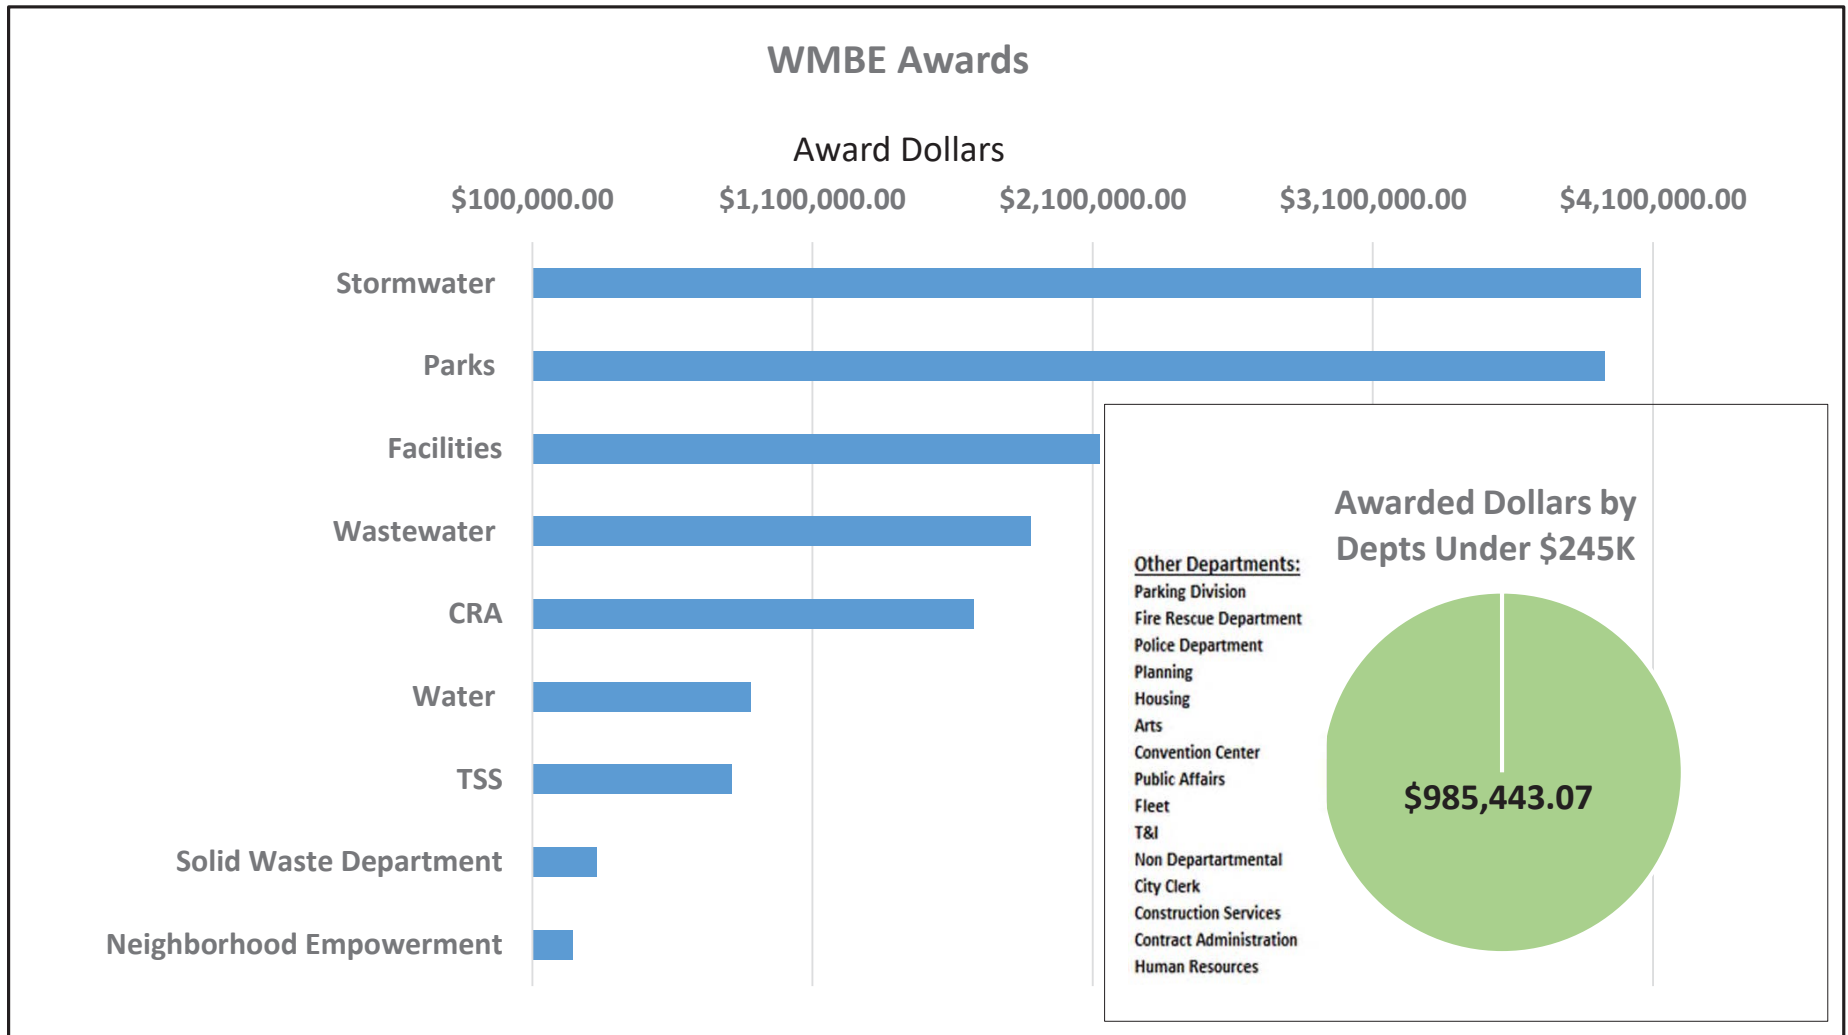 WMBE Awards
Award Dollars
$100,000.00 $1,100,000.00 $2,100,000.00 $3,100,000.00 $4,100,000.00
Stormwater
Parks
Facilities
Wastewater
CRA
Water
TSS
Solid Waste Department
Neighborhood Empowerment
Awarded Dollars by
Depts Under $245K
Other Departments:
Parking Division
Fire Rescue Department
Police Department
Planning
Housing
Arts
Convention Center
Public Affairs
Fleet
T&I
Non Departartmental
City Clerk
Construction Services
Contract Administration
Human Resources
$985,443.07